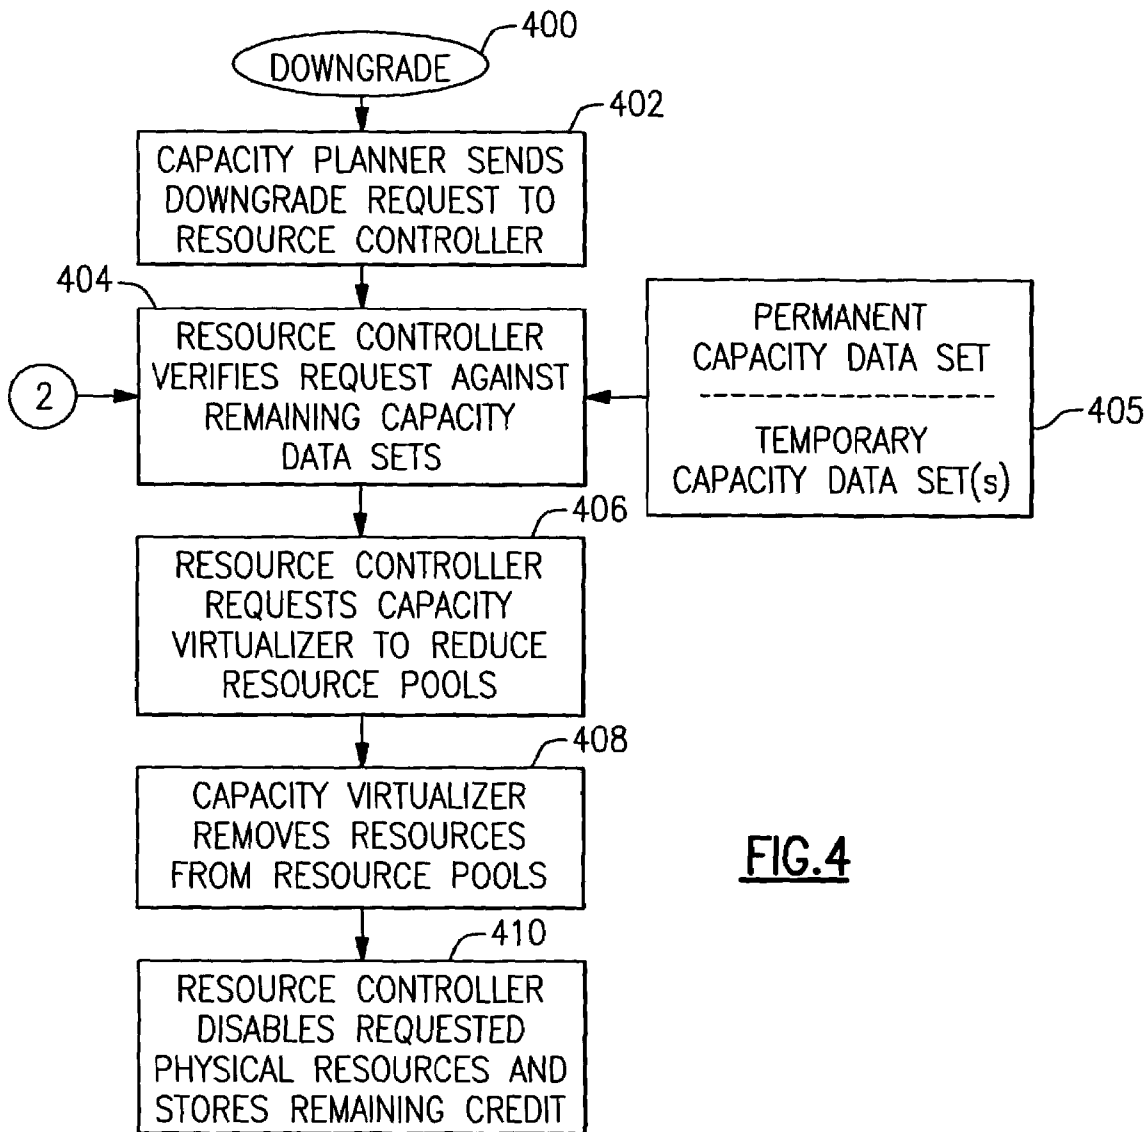 400
DOWNGRADE
402
CAPACITY PLANNER SENDS
DOWNGRADE REQUEST TO
RESOURCE CONTROLLER
404
RESOURCE CONTROLLER
VERIFIES REQUEST AGAINST
REMAINING CAPACITY
DATA SETS
2
PERMANENT
CAPACITY DATA SET
TEMPORARY
CAPACITY DATA SET(s)
405
406
RESOURCE CONTROLLER
REQUESTS CAPACITY
VIRTUALIZER TO REDUCE
RESOURCE POOLS
408
CAPACITY VIRTUALIZER
REMOVES RESOURCES
FROM RESOURCE POOLS
FIG.4
410
RESOURCE CONTROLLER
DISABLES REQUESTED
PHYSICAL RESOURCES AND
STORES REMAINING CREDIT